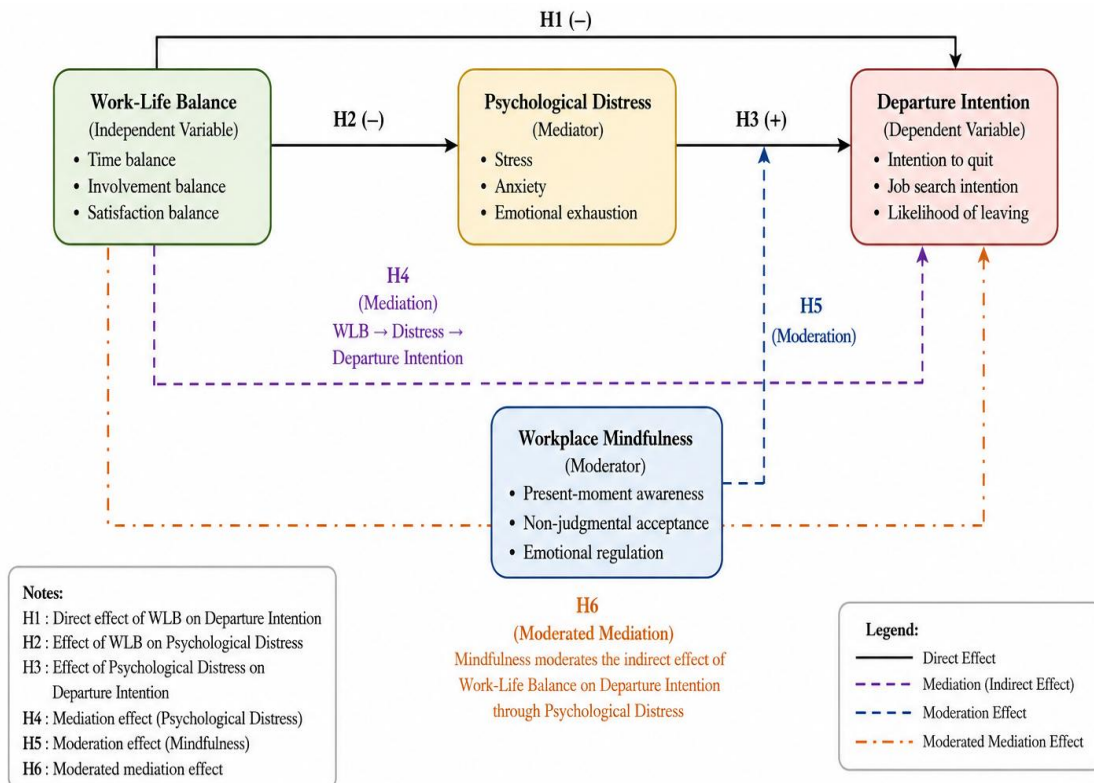 H1 (–)
Work-Life Balance
(Independent Variable)
• Time balance
• Involvement balance
• Satisfaction balance
H2 (–)
Psychological Distress
(Mediator)
• Stress
• Anxiety
• Emotional exhaustion
H3 (+)
Departure Intention
(Dependent Variable)
• Intention to quit
• Job search intention
• Likelihood of leaving
H4
(Mediation)
WLB → Distress →
Departure Intention
H5
(Moderation)
Workplace Mindfulness
(Moderator)
• Present-moment awareness
• Non-judgmental acceptance
• Emotional regulation
H6
(Moderated Mediation)
Mindfulness moderates the indirect effect of
Work-Life Balance on Departure Intention
through Psychological Distress
Notes:
H1 : Direct effect of WLB on Departure Intention
H2 : Effect of WLB on Psychological Distress
H3 : Effect of Psychological Distress on
Departure Intention
H4 : Mediation effect (Psychological Distress)
H5 : Moderation effect (Mindfulness)
H6 : Moderated mediation effect
Legend:
Direct Effect
Mediation (Indirect Effect)
Moderation Effect
Moderated Mediation Effect